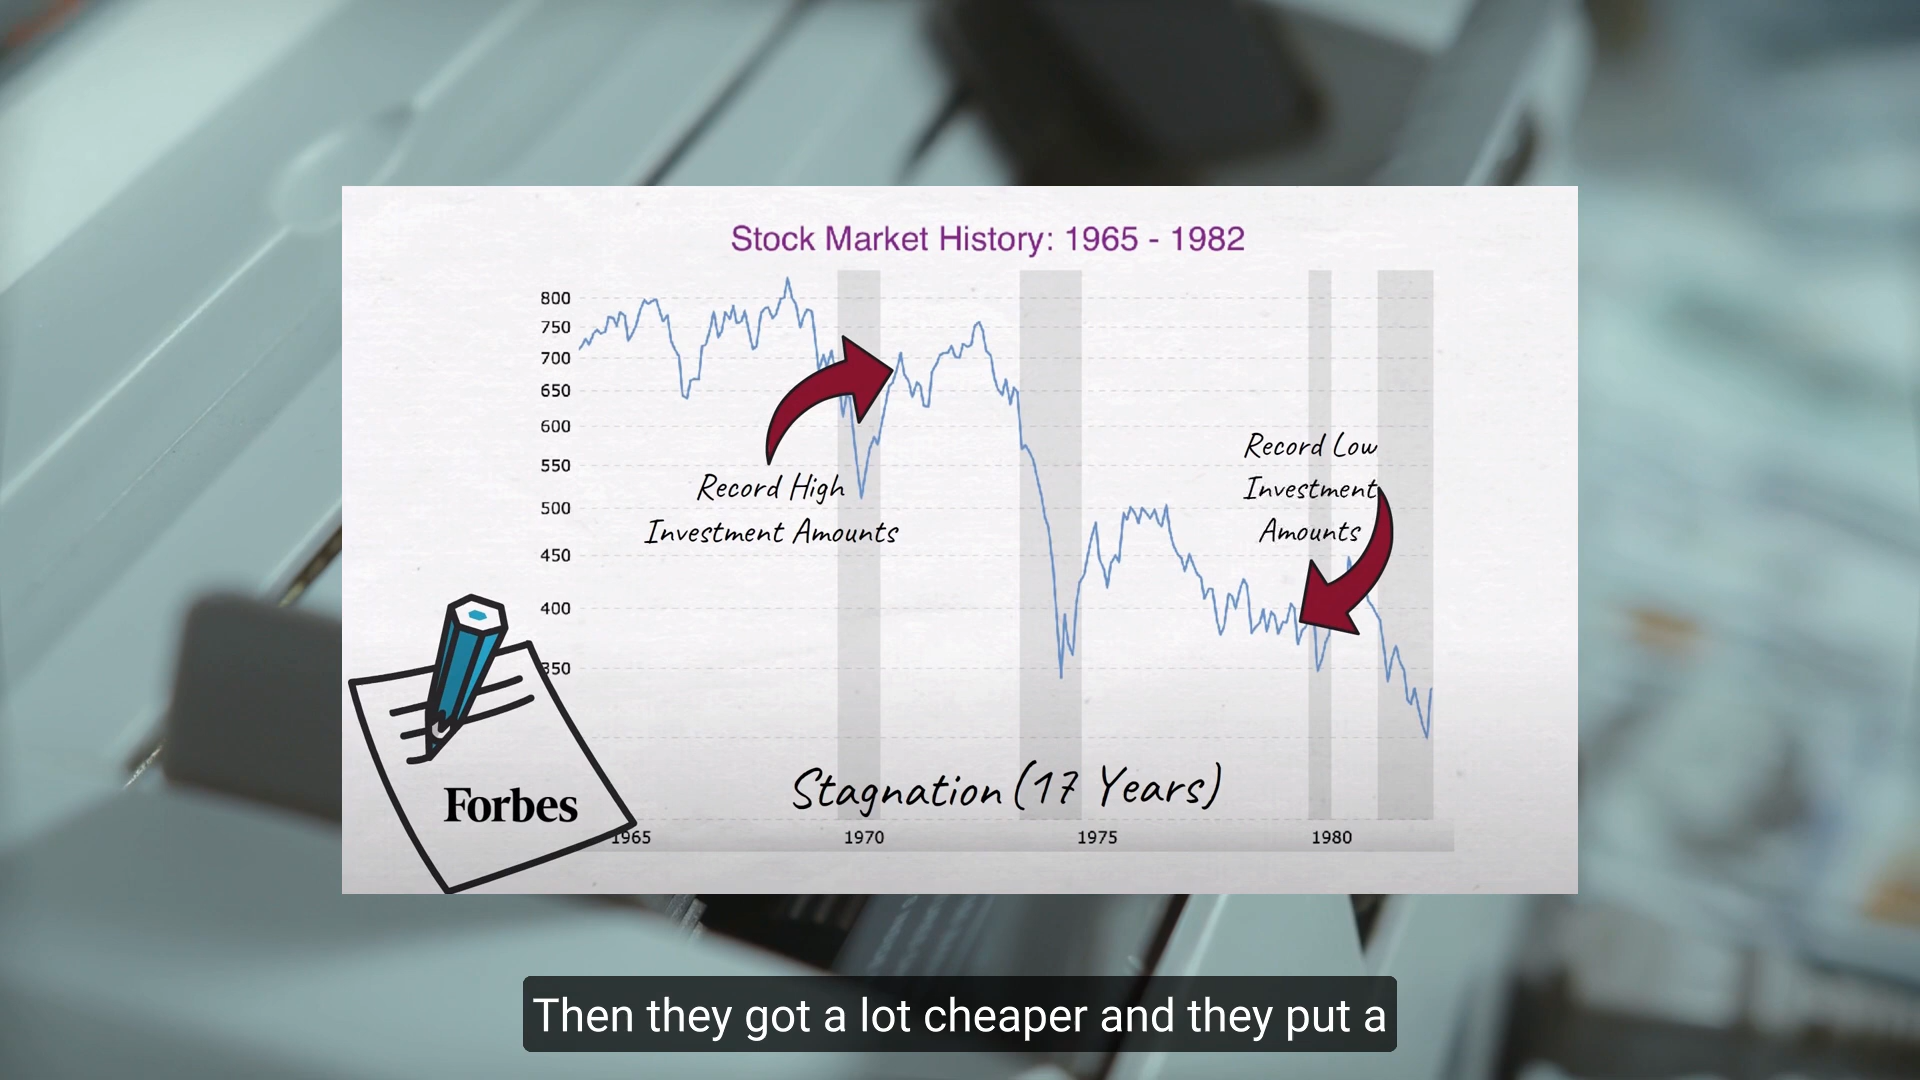 Stock Market History: 1965 - 1982
800
750
700
650
600
550
500
450
400
350
Record High
Investment Amounts
Record Low
Investment
Amounts
Forbes
Stagnation (17 Years)
1965
1970
1975
1980
Then they got a lot cheaper and they put a